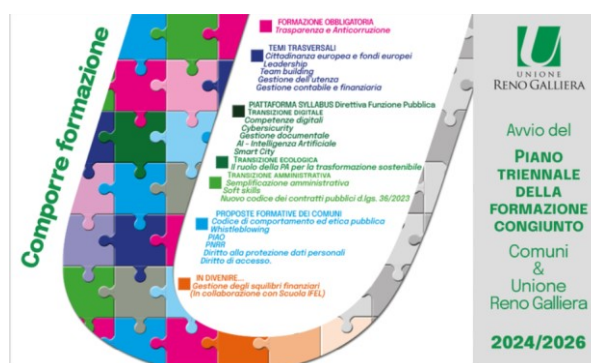 Comporre formazione
FORMAZIONE OBBLIGATORIA
Trasparenza e Anticorruzione
TEMI TRASVERSALI
Cittadinanza europea e fondi europei
Leadership
Team building
Gestione dell'utenza
Gestione contabile e finanziaria
PIATTAFORMA SYLLABUS Direttiva Funzione Pubblica
TRANSIZIONE DIGITALE
Competenze digitali
Cybersicurity
Gestione documentale
AI - Intelligenza Artificiale
Smart City
TRANSIZIONE ECOLOGICA
Il ruolo della PA per la trasformazione sostenibile
TRANSIZIONE AMMINISTRATIVA
Semplificazione amministrativa
Soft skills
Nuovo codice dei contratti pubblici d.lgs. 36/2023
PROPOSTE FORMATIVE DEI COMUNI
Codice di comportamento ed etica pubblica
Whistleblowing
PIAO
PNRR
Diritto alla protezione dati personali
Diritto di accesso.
IN DIVENIRE...
Gestione degli squilibri finanziari
(In collaborazione con Scuola IFEL)
UNIONE
RENO GALLIERA
Avvio del
PIANO
TRIENNALE
DELLA
FORMAZIONE
CONGIUNTO
Comuni
&
Unione
Reno Galliera
2024/2026